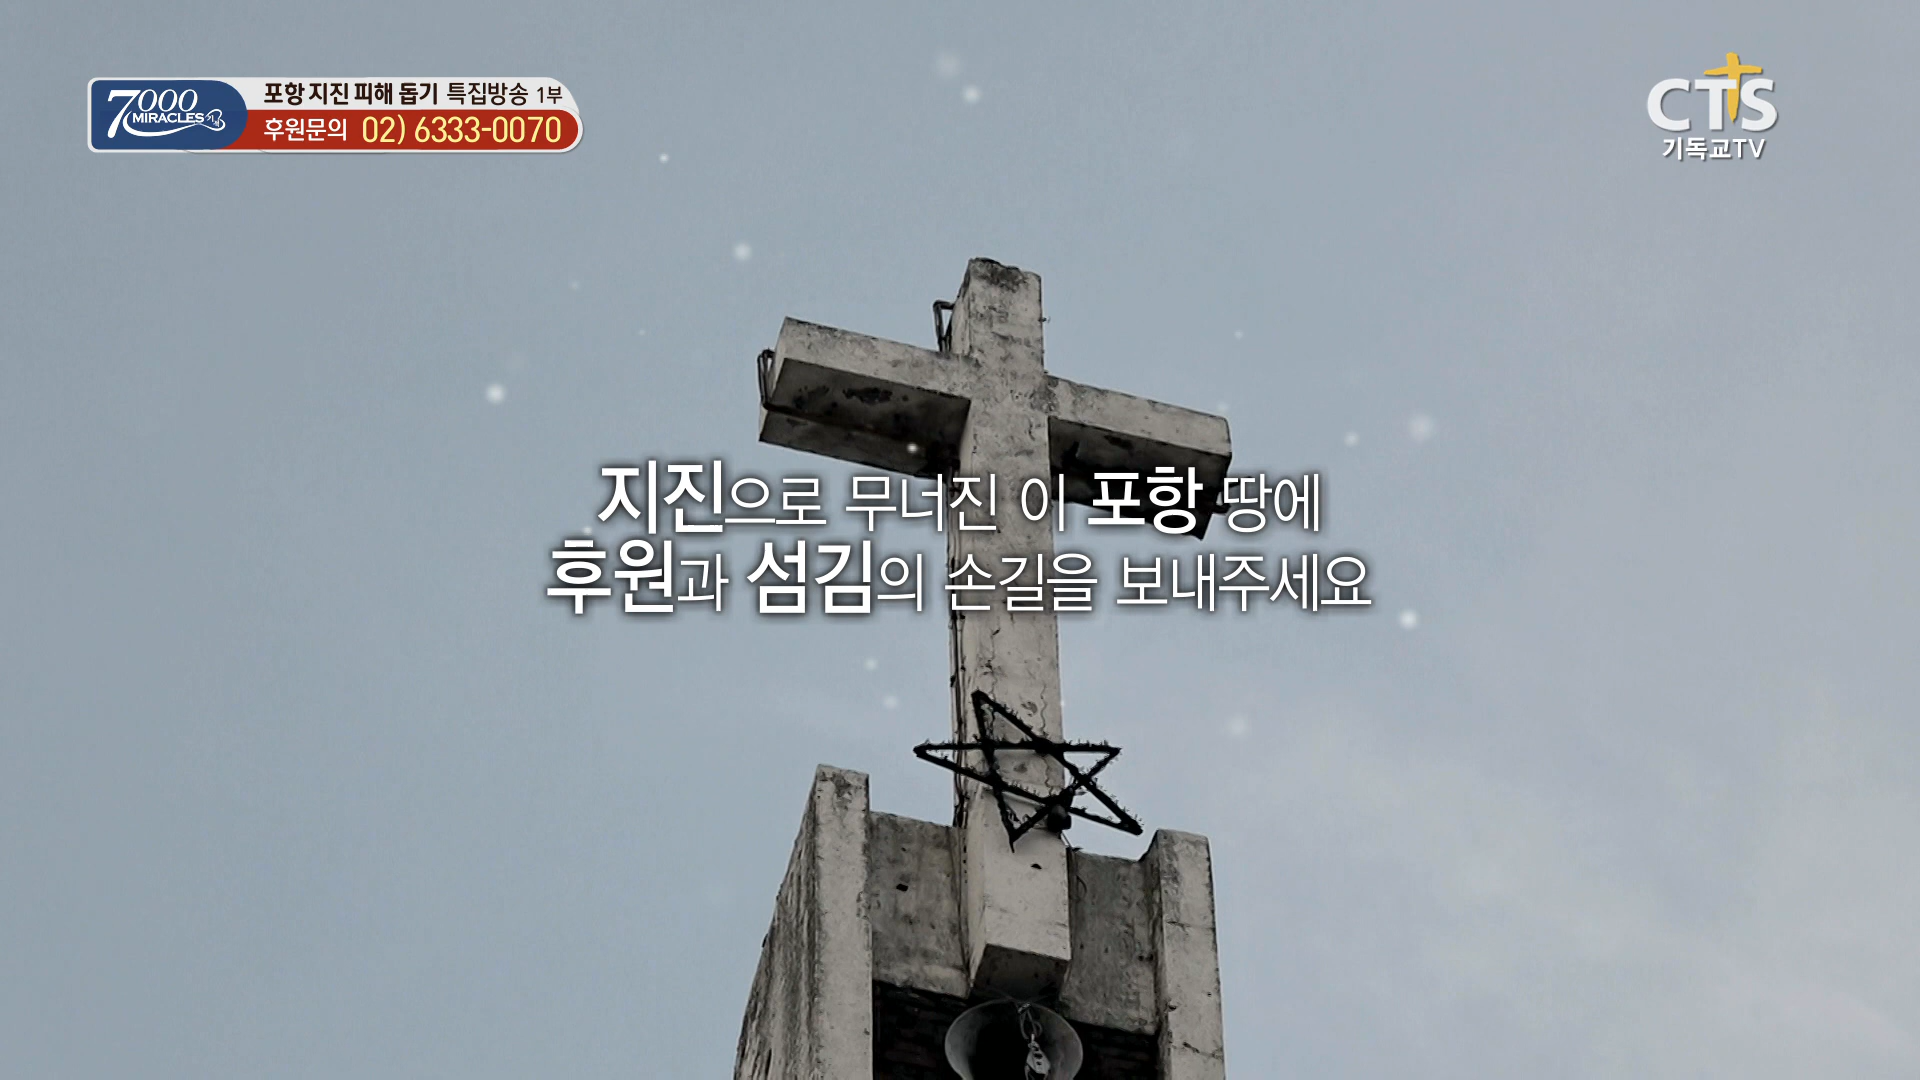 7000
MIRACLES 기적
포항 지진 피해 돕기 특집방송 1부
후원문의 02) 6333-0070
CTS
기독교TV
지진으로 무너진 이 포항 땅에
후원과 섬김의 손길을 보내주세요